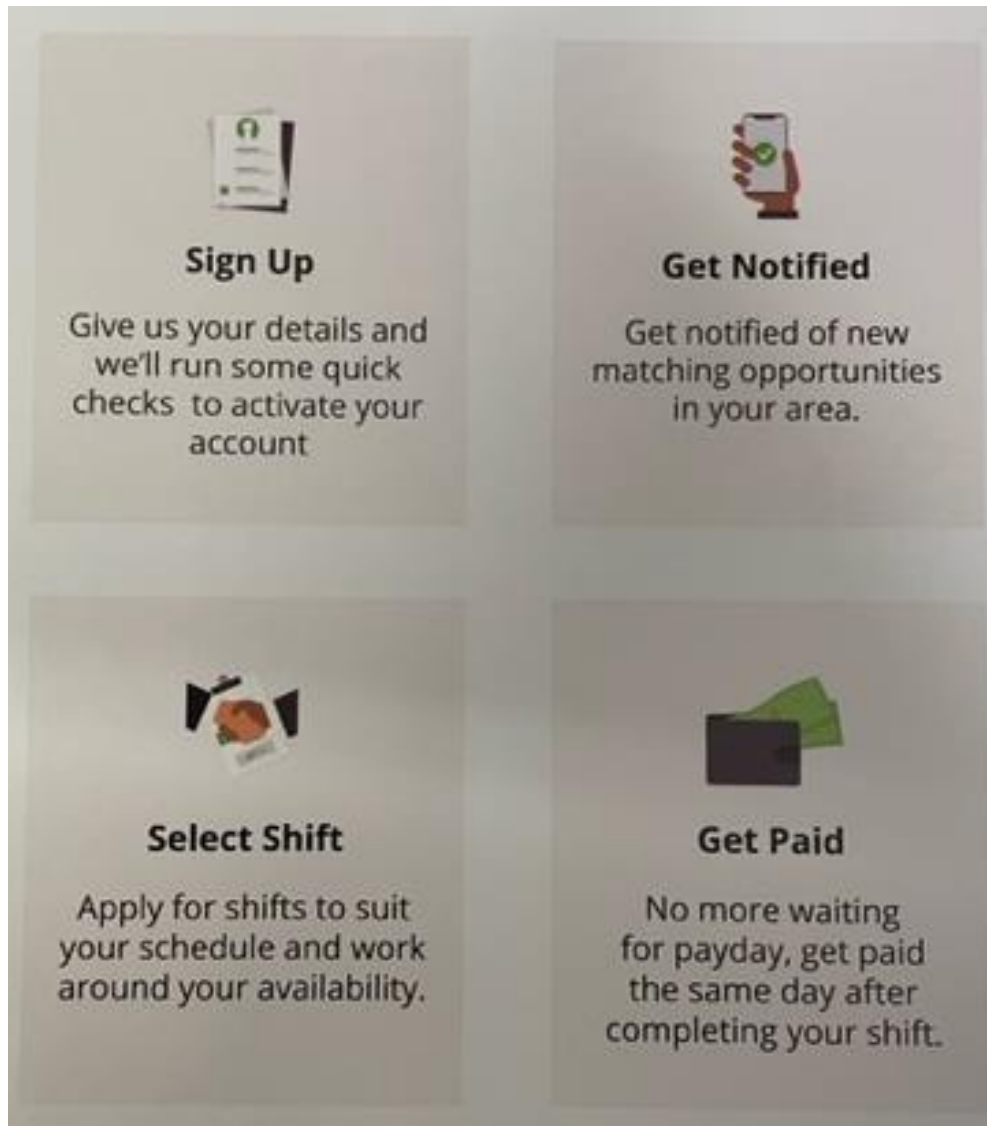 Sign Up
Give us your details and
we'll run some quick
checks to activate your
account
Get Notified
Get notified of new
matching opportunities
in your area.
Select Shift
Apply for shifts to suit
your schedule and work
around your availability.
Get Paid
No more waiting
for payday, get paid
the same day after
completing your shift.